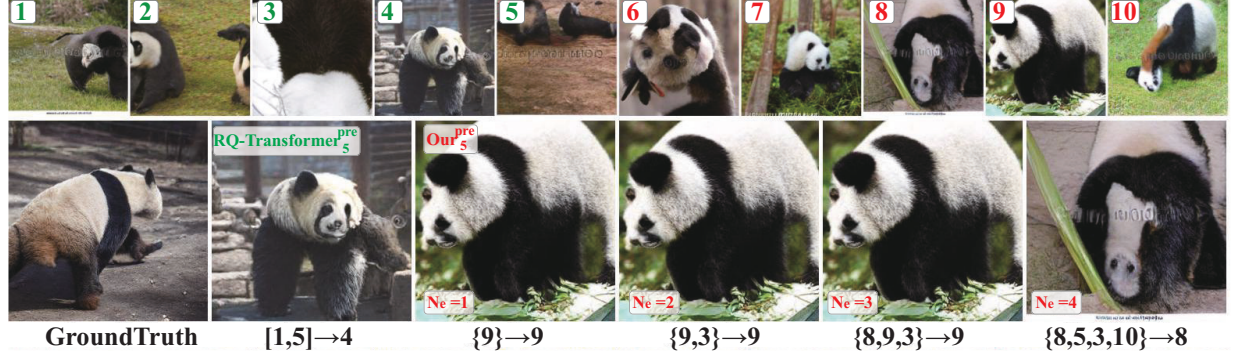 1 2 3 4 5 6 7 8 9 10
RQ-Transformer pre 5
Our pre 5
Ne =1 Ne =2 Ne =3 Ne =4
GroundTruth [1,5]→4 {9}→9 {9,3}→9 {8,9,3}→9 {8,5,3,10}→8